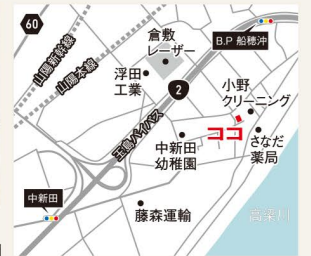 60
山陽新幹線
山陽本線
倉敷
レーザー
B.P 船穂沖
浮田
工業
2
小野
クリーニング
玉島バイパス
ココ
中新田
幼稚園
さなだ
薬局
中新田
藤森運輸
高梁川